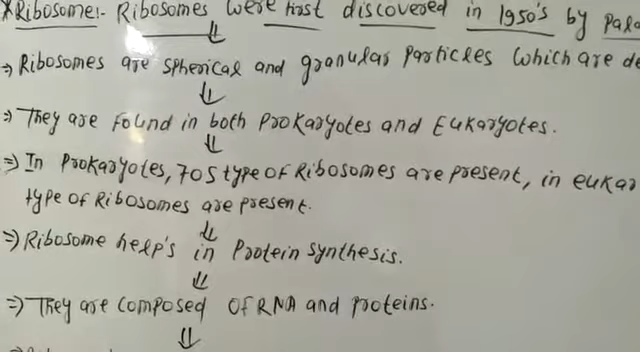 *Ribosome:- Ribosomes were first discovered in 1950's by
⇒ Ribosomes are spherical and granular particles which are
⇒ They are found in both Prokaryotes and Eukaryotes.
⇒ In Prokaryotes, 70S type of Ribosomes are present, in
type of Ribosomes are present.
⇒ Ribosome help's in Protein synthesis.
⇒ They are composed of RNA and proteins.